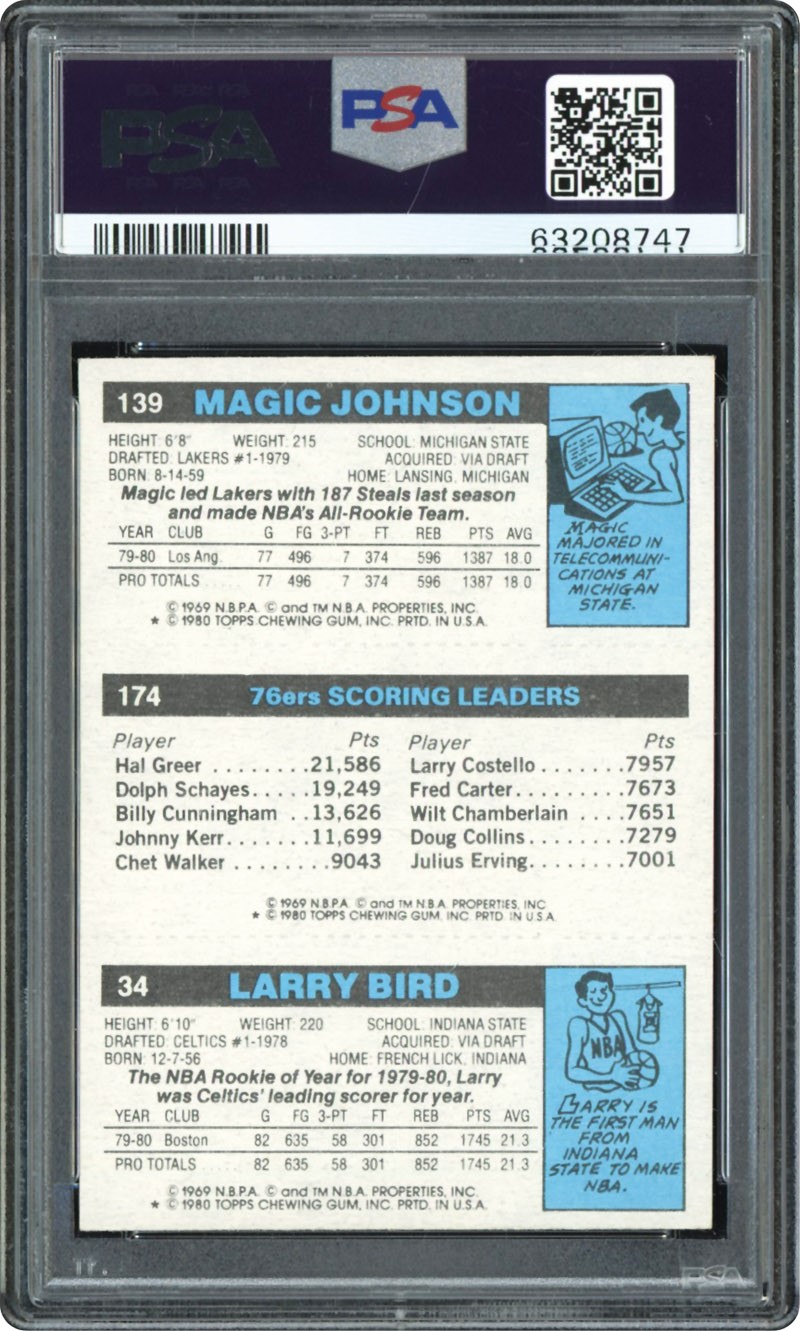 PSA PSA PSA
PSA
PSA PSA PSA
PSA
63208747
139 MAGIC JOHNSON
HEIGHT: 6'8" WEIGHT: 215 SCHOOL: MICHIGAN STATE
DRAFTED: LAKERS #1-1979 ACQUIRED: VIA DRAFT
BORN: 8-14-59 HOME: LANSING, MICHIGAN
Magic led Lakers with 187 Steals last season
and made NBA's All-Rookie Team.
YEAR CLUB G FG 3-PT FT REB PTS AVG
79-80 Los Ang. 77 496 7 374 596 1387 18.0
PRO TOTALS ..... 77 496 7 374 596 1387 18.0
© 1969 N.B.P.A. © and TM N.B.A. PROPERTIES, INC.
★ © 1980 TOPPS CHEWING GUM, INC. PRTD. IN U.S.A.
MAGIC
MAJORED IN
TELECOMMUNI-
CATIONS AT
MICHIGAN
STATE.
174 76ers SCORING LEADERS
Player Pts Player Pts
Hal Greer ........21,586 Larry Costello.......7957
Dolph Schayes.....19,249 Fred Carter.........7673
Billy Cunningham ..13,626 Wilt Chamberlain ....7651
Johnny Kerr.......11,699 Doug Collins........7279
Chet Walker ........9043 Julius Erving........7001
© 1969 N.B.P.A. © and TM N.B.A. PROPERTIES, INC.
★ © 1980 TOPPS CHEWING GUM, INC. PRTD. IN U.S.A.
34 LARRY BIRD
HEIGHT: 6'10" WEIGHT: 220 SCHOOL: INDIANA STATE
DRAFTED: CELTICS #1-1978 ACQUIRED: VIA DRAFT
BORN: 12-7-56 HOME: FRENCH LICK, INDIANA
The NBA Rookie of Year for 1979-80, Larry
was Celtics' leading scorer for year.
YEAR CLUB G FG 3-PT FT REB PTS AVG
79-80 Boston 82 635 58 301 852 1745 21.3
PRO TOTALS ..... 82 635 58 301 852 1745 21.3
© 1969 N.B.P.A. © and TM N.B.A. PROPERTIES, INC.
★ © 1980 TOPPS CHEWING GUM, INC. PRTD. IN U.S.A.
NBA
LARRY IS
THE FIRST MAN
FROM
INDIANA
STATE TO MAKE
NBA.
PSA